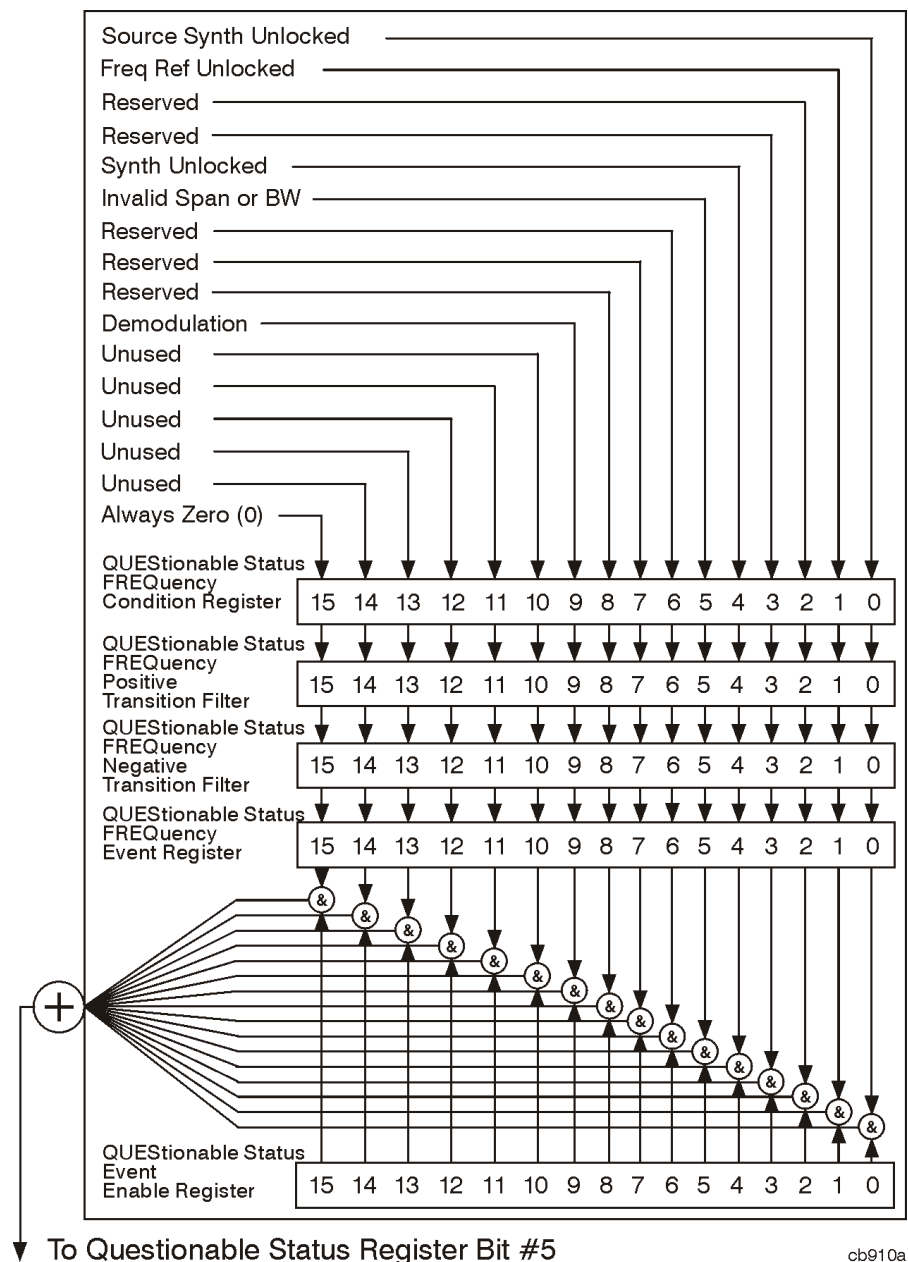 Source Synth Unlocked
Freq Ref Unlocked
Reserved
Reserved
Synth Unlocked
Invalid Span or BW
Reserved
Reserved
Reserved
Demodulation
Unused
Unused
Unused
Unused
Unused
Always Zero (0)
QUEStionable Status
FREQuency
Condition Register
15 14 13 12 11 10 9 8 7 6 5 4 3 2 1 0
QUEStionable Status
FREQuency
Positive
Transition Filter
15 14 13 12 11 10 9 8 7 6 5 4 3 2 1 0
QUEStionable Status
FREQuency
Negative
Transition Filter
15 14 13 12 11 10 9 8 7 6 5 4 3 2 1 0
QUEStionable Status
FREQuency
Event Register
15 14 13 12 11 10 9 8 7 6 5 4 3 2 1 0
& & & & & & & & & & & & & & & &
+
QUEStionable Status
Event
Enable Register
15 14 13 12 11 10 9 8 7 6 5 4 3 2 1 0
To Questionable Status Register Bit #5
cb910a